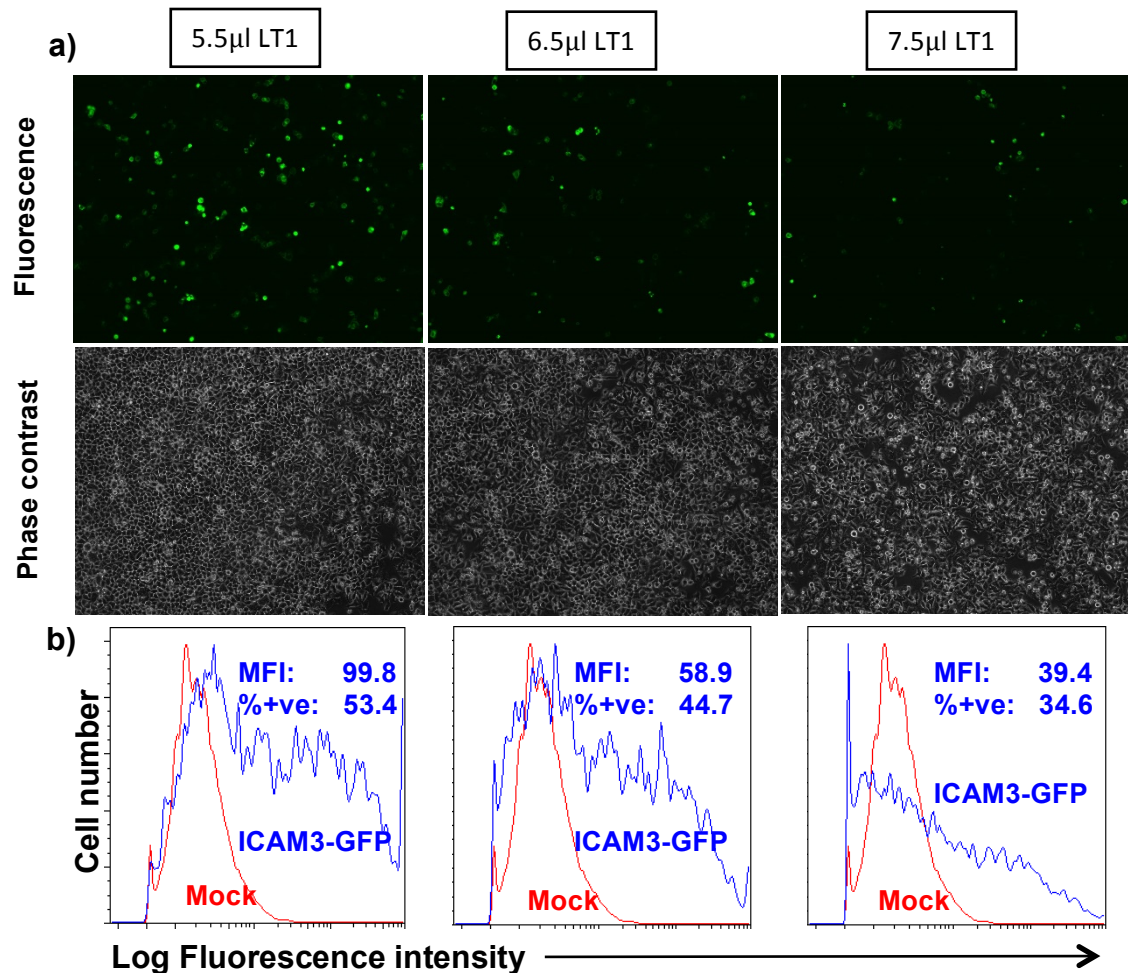 a)
5.5µl LT1
6.5µl LT1
7.5µl LT1
Fluorescence
Phase contrast
b)
Cell number
MFI: 99.8
%+ve: 53.4
ICAM3-GFP
Mock
MFI: 58.9
%+ve: 44.7
ICAM3-GFP
Mock
MFI: 39.4
%+ve: 34.6
ICAM3-GFP
Mock
Log Fluorescence intensity